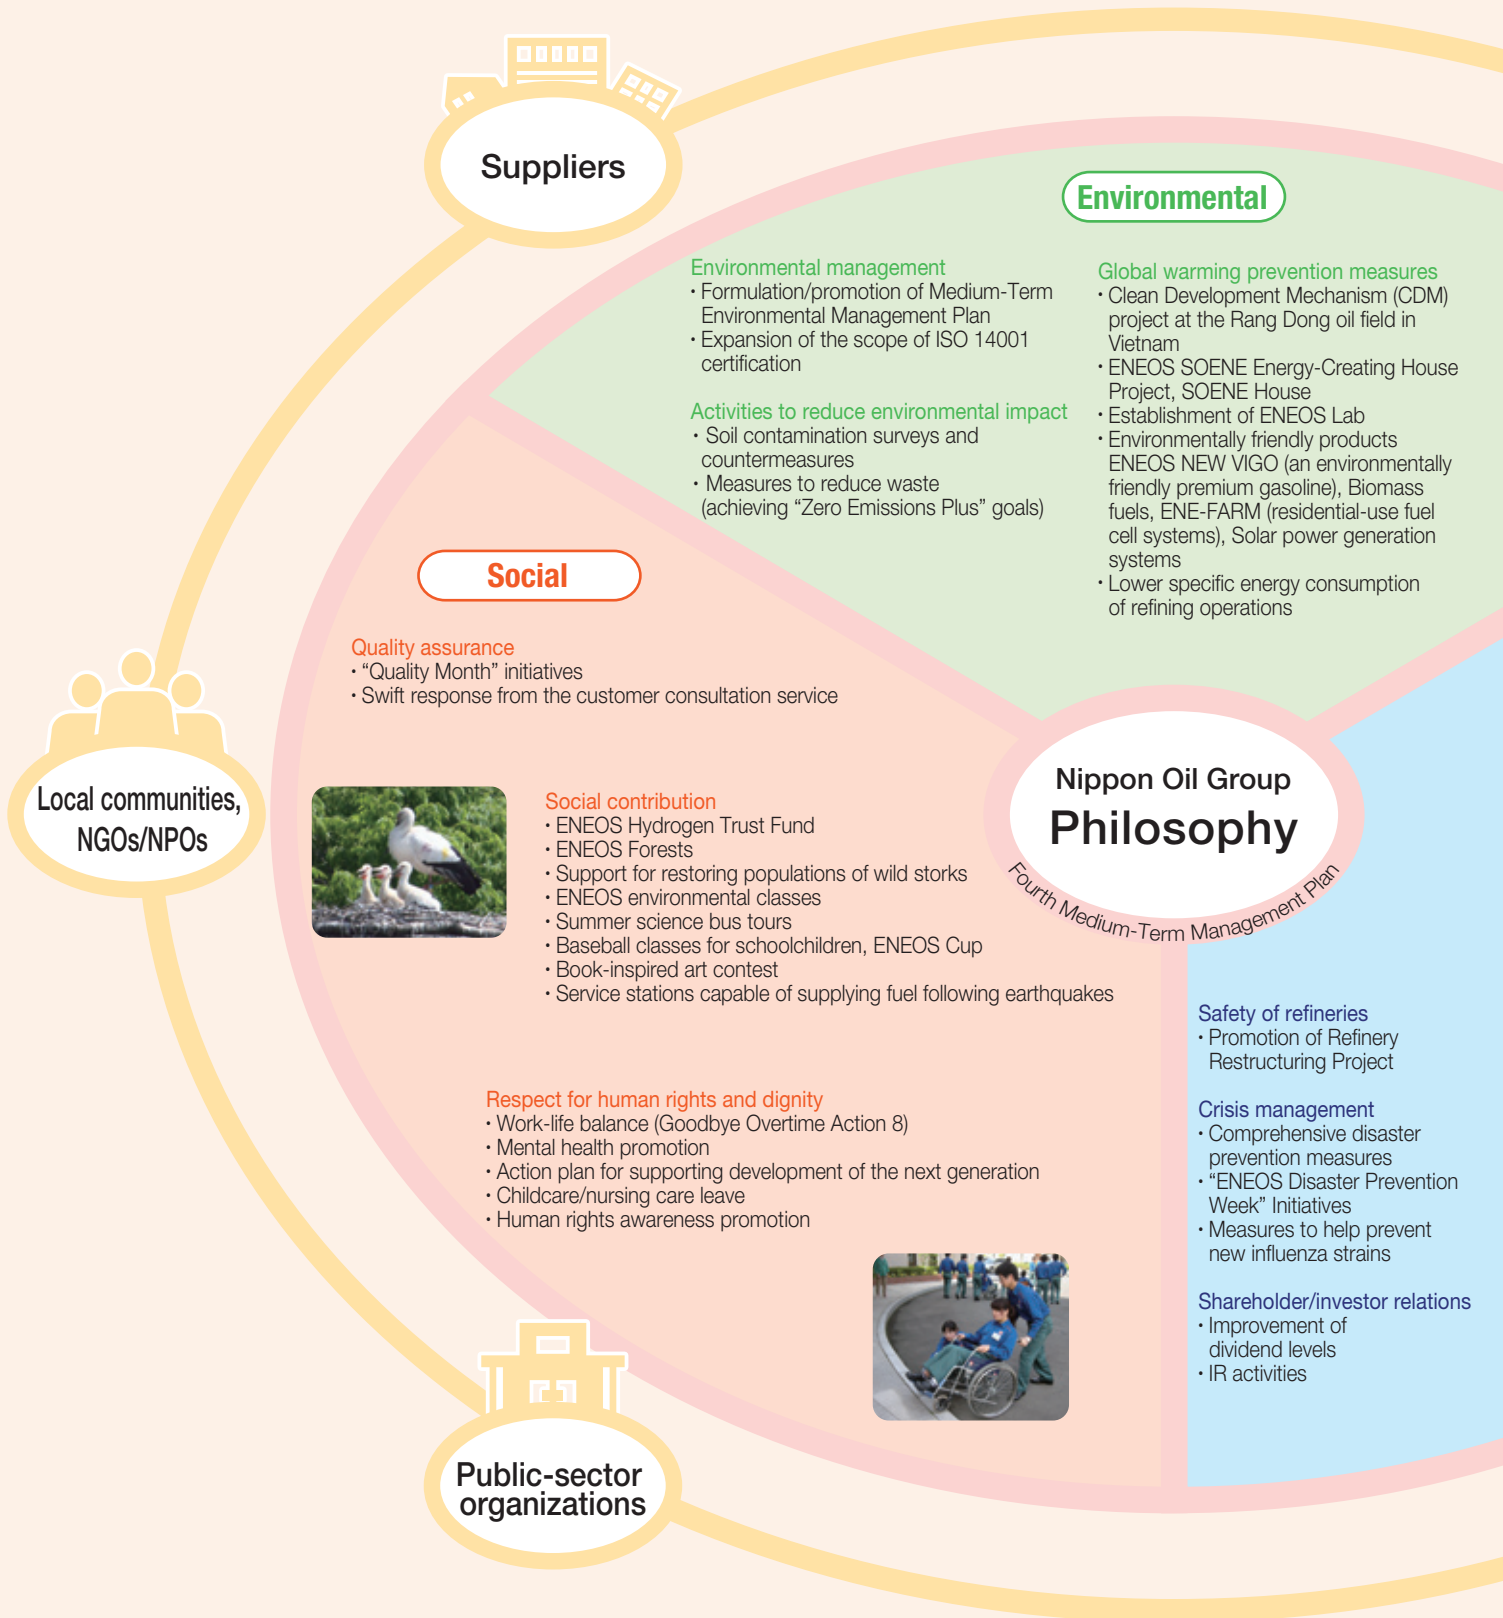 Suppliers
Environmental
Environmental management
・Formulation/promotion of Medium-Term
Environmental Management Plan
・Expansion of the scope of ISO 14001
certification
Activities to reduce environmental impact
・Soil contamination surveys and
countermeasures
・Measures to reduce waste
(achieving “Zero Emissions Plus” goals)
Global warming prevention measures
・Clean Development Mechanism (CDM)
project at the Rang Dong oil field in
Vietnam
・ENEOS SOENE Energy-Creating House
Project, SOENE House
・Establishment of ENEOS Lab
・Environmentally friendly products
ENEOS NEW VIGO (an environmentally
friendly premium gasoline), Biomass
fuels, ENE-FARM (residential-use fuel
cell systems), Solar power generation
systems
・Lower specific energy consumption
of refining operations
Social
Quality assurance
・“Quality Month” initiatives
・Swift response from the customer consultation service
Local communities,
NGOs/NPOs
Social contribution
・ENEOS Hydrogen Trust Fund
・ENEOS Forests
・Support for restoring populations of wild storks
・ENEOS environmental classes
・Summer science bus tours
・Baseball classes for schoolchildren, ENEOS Cup
・Book-inspired art contest
・Service stations capable of supplying fuel following earthquakes
Nippon Oil Group
Philosophy
Fourth Medium-Term Management Plan
Respect for human rights and dignity
・Work-life balance (Goodbye Overtime Action 8)
・Mental health promotion
・Action plan for supporting development of the next generation
・Childcare/nursing care leave
・Human rights awareness promotion
Safety of refineries
・Promotion of Refinery
Restructuring Project
Crisis management
・Comprehensive disaster
prevention measures
・“ENEOS Disaster Prevention
Week” Initiatives
・Measures to help prevent
new influenza strains
Shareholder/investor relations
・Improvement of
dividend levels
・IR activities
Public-sector
organizations